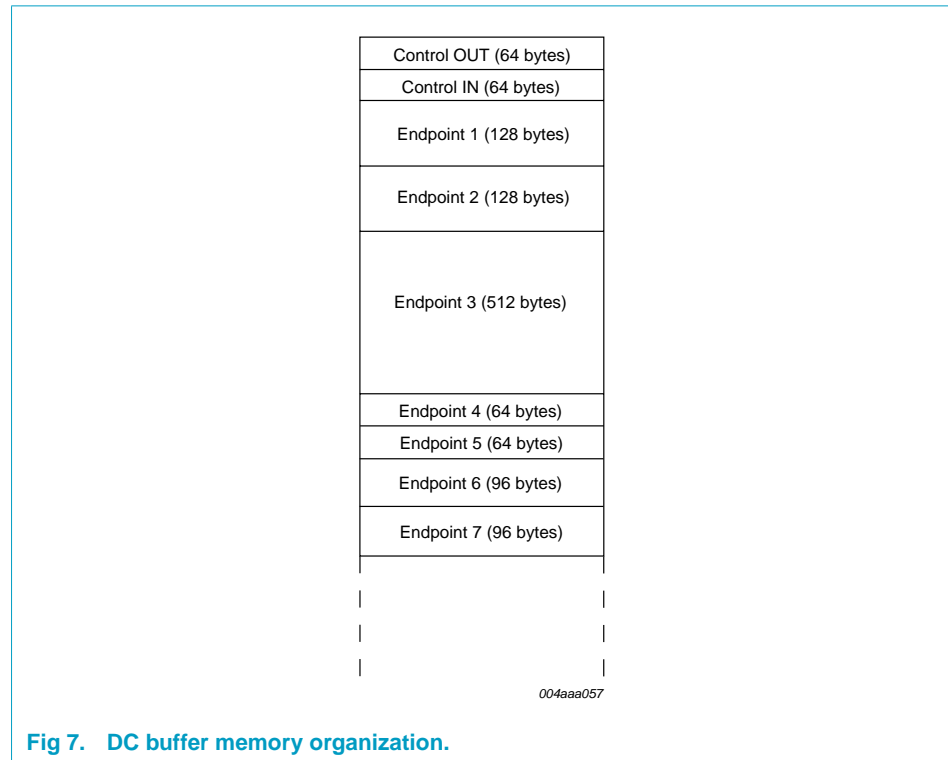 Control OUT (64 bytes)
Control IN (64 bytes)
Endpoint 1 (128 bytes)
Endpoint 2 (128 bytes)
Endpoint 3 (512 bytes)
Endpoint 4 (64 bytes)
Endpoint 5 (64 bytes)
Endpoint 6 (96 bytes)
Endpoint 7 (96 bytes)
004aaa057
Fig 7. DC buffer memory organization.